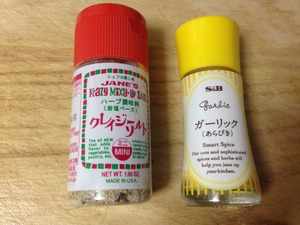 JANE'S
Krazy Mixed-Up SALT
ハーブ調味料
(岩塩ベース)
クレイジーソルト
ミニ
MINI
NET WT. 1.06 OZ.
MADE IN U.S.A.
S&B
Garlic
ガーリック
(あらびき)
Smart Spice
Our cute and sophisticated
spices and herbs will
help you jazz up
your kitchen.